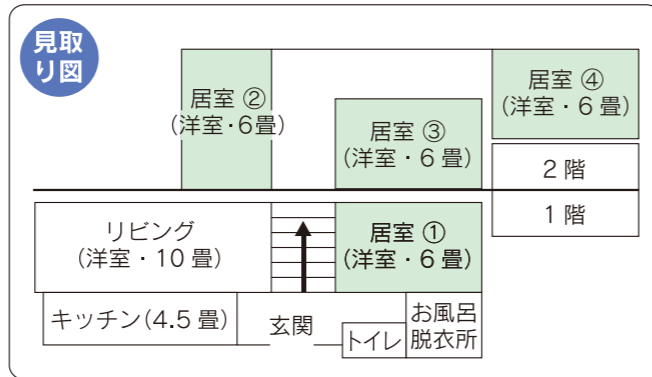 見取
り図
居室 ②
(洋室・6畳)
居室 ③
(洋室・6 畳)
居室 ④
(洋室・6 畳)
2 階
1 階
リビング
(洋室・10 畳)
居室 ①
(洋室・6 畳)
キッチン(4.5 畳)
玄関
トイレ
お風呂
脱衣所